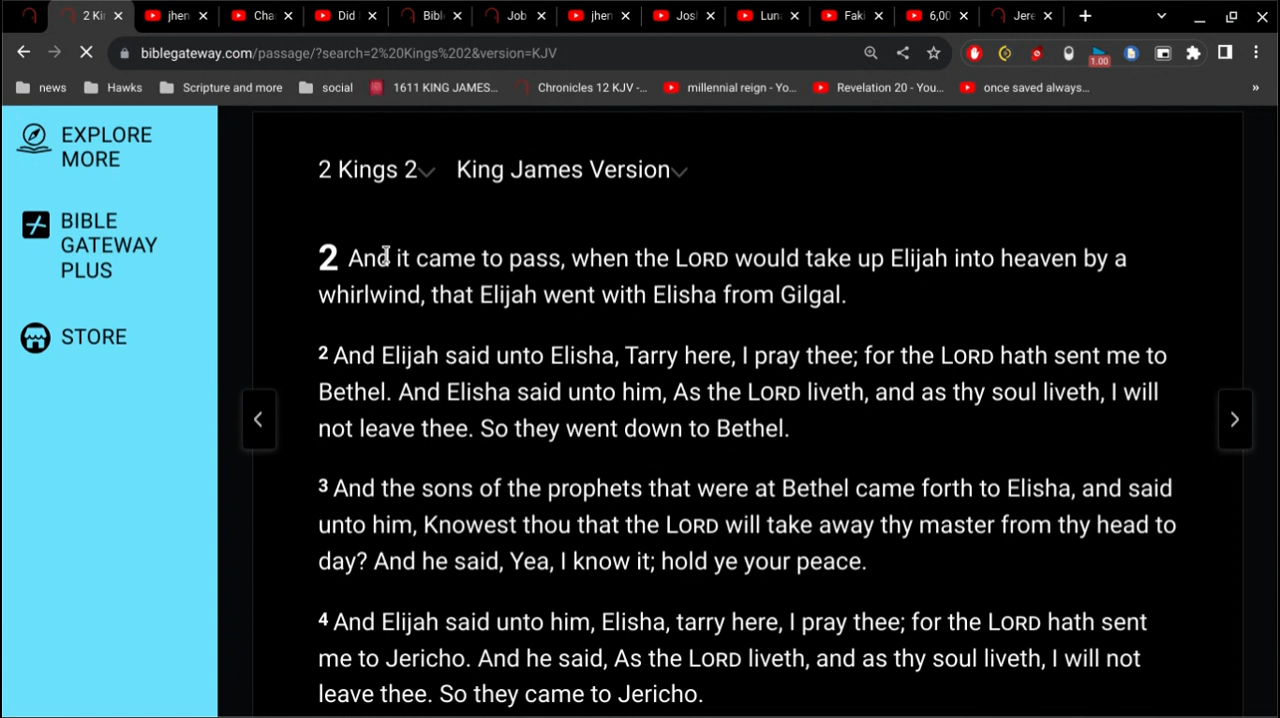 2 Ki
jhen
Cha
Did
Bibl
Job
jhen
Josl
Luna
Faki
6,00
Jere
biblegateway.com/passage/?search=2%20Kings%202&version=KJV
1.00
news
Hawks
Scripture and more
social
1611 KING JAMES...
Chronicles 12 KJV -...
millennial reign - Yo...
Revelation 20 - You...
once saved always...
»
EXPLORE
MORE
BIBLE
GATEWAY
PLUS
STORE
2 Kings 2 King James Version
2 And it came to pass, when the LORD would take up Elijah into heaven by a
whirlwind, that Elijah went with Elisha from Gilgal.
2 And Elijah said unto Elisha, Tarry here, I pray thee; for the LORD hath sent me to
Bethel. And Elisha said unto him, As the LORD liveth, and as thy soul liveth, I will
not leave thee. So they went down to Bethel.
3 And the sons of the prophets that were at Bethel came forth to Elisha, and said
unto him, Knowest thou that the LORD will take away thy master from thy head to
day? And he said, Yea, I know it; hold ye your peace.
4 And Elijah said unto him, Elisha, tarry here, I pray thee; for the LORD hath sent
me to Jericho. And he said, As the LORD liveth, and as thy soul liveth, I will not
leave thee. So they came to Jericho.